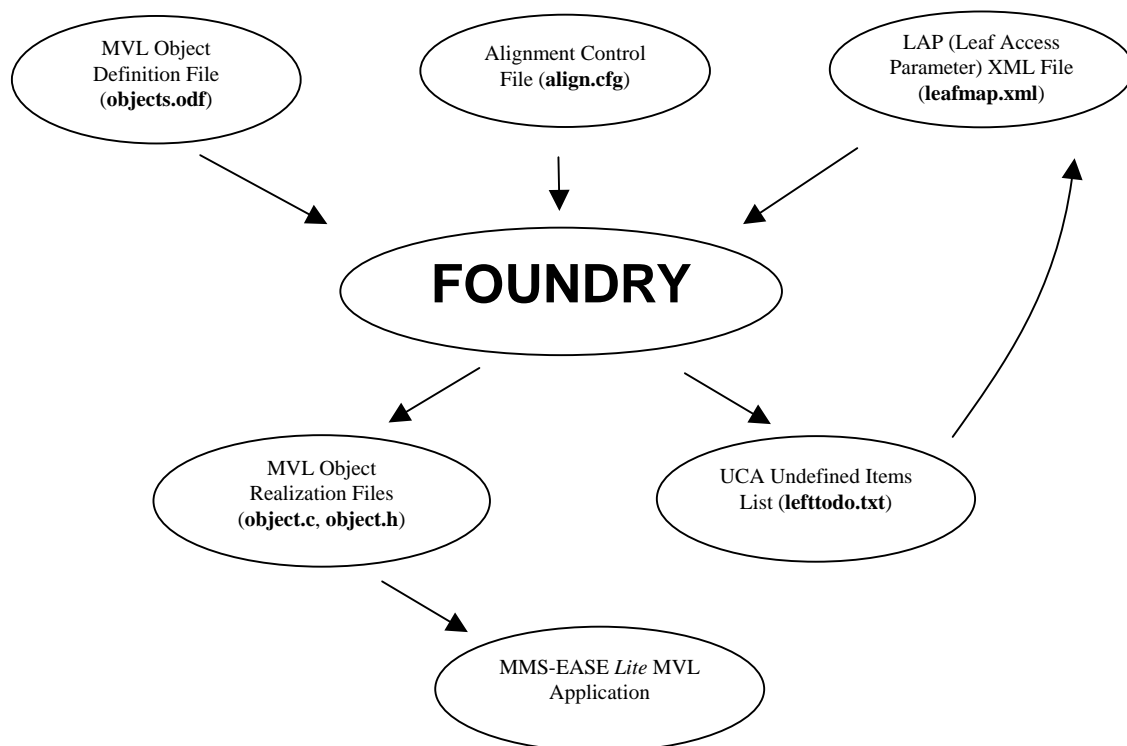 MVL Object
Definition File
(objects.odf)
Alignment Control
File (align.cfg)
LAP (Leaf Access
Parameter) XML File
(leafmap.xml)
FOUNDRY
MVL Object
Realization Files
(object.c, object.h)
UCA Undefined Items
List (lefttodo.txt)
MMS-EASE Lite MVL
Application